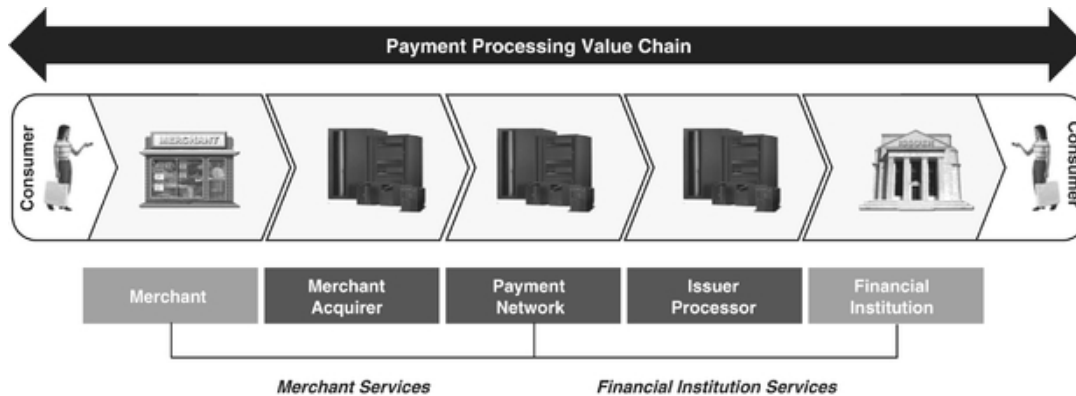 Payment Processing Value Chain
Consumer
MERCHANT
ISSUER
Consumer
Merchant
Merchant
Acquirer
Payment
Network
Issuer
Processor
Financial
Institution
Merchant Services
Financial Institution Services